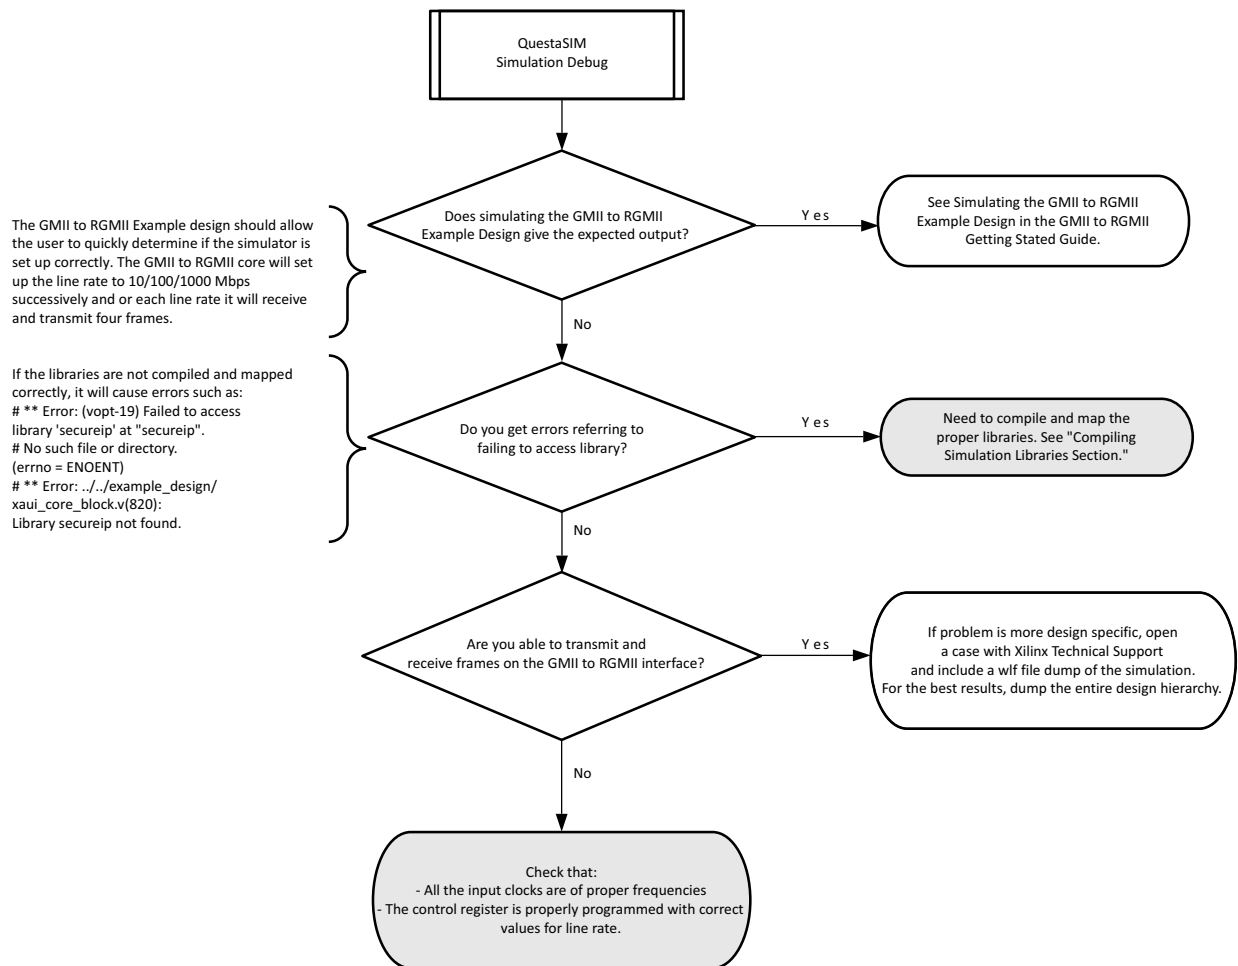 QuestaSIM
Simulation Debug
The GMII to RGMII Example design should allow
the user to quickly determine if the simulator is
set up correctly. The GMII to RGMII core will set
up the line rate to 10/100/1000 Mbps
successively and or each line rate it will receive
and transmit four frames.
Does simulating the GMII to RGMII
Example Design give the expected output?
Yes
See Simulating the GMII to RGMII
Example Design in the GMII to RGMII
Getting Stated Guide.
No
If the libraries are not compiled and mapped
correctly, it will cause errors such as:
# ** Error: (vopt-19) Failed to access
library 'secureip' at "secureip".
# No such file or directory.
(errno = ENOENT)
# ** Error: ../../example_design/
xaui_core_block.v(820):
Library secureip not found.
Do you get errors referring to
failing to access library?
Yes
Need to compile and map the
proper libraries. See "Compiling
Simulation Libraries Section."
No
Are you able to transmit and
receive frames on the GMII to RGMII interface?
Yes
If problem is more design specific, open
a case with Xilinx Technical Support
and include a wlf file dump of the simulation.
For the best results, dump the entire design hierarchy.
No
Check that:
- All the input clocks are of proper frequencies
- The control register is properly programmed with correct
values for line rate.